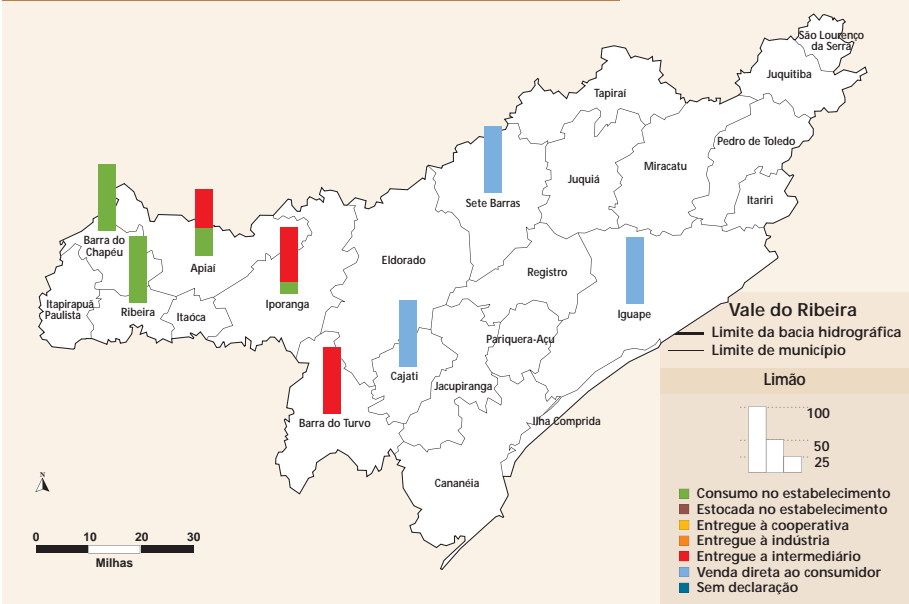 São Lourenço
da Serra
Juquitiba
Tapiraí
Pedro de Toledo
Miracatu
Juquiá
Itariri
Sete Barras
Barra do
Chapéu
Apiaí
Eldorado
Registro
Itapirapuã
Paulista
Ribeira
Itaóca
Iporanga
Iguape
Pariquera-Açu
Cajati
Jacupiranga
Barra do Turvo
Ilha Comprida
Cananéia
N
0 10 20 30
Milhas
Vale do Ribeira
Limite da bacia hidrográfica
Limite de município
Limão
100
50
25
Consumo no estabelecimento
Estocada no estabelecimento
Entregue à cooperativa
Entregue à indústria
Entregue a intermediário
Venda direta ao consumidor
Sem declaração